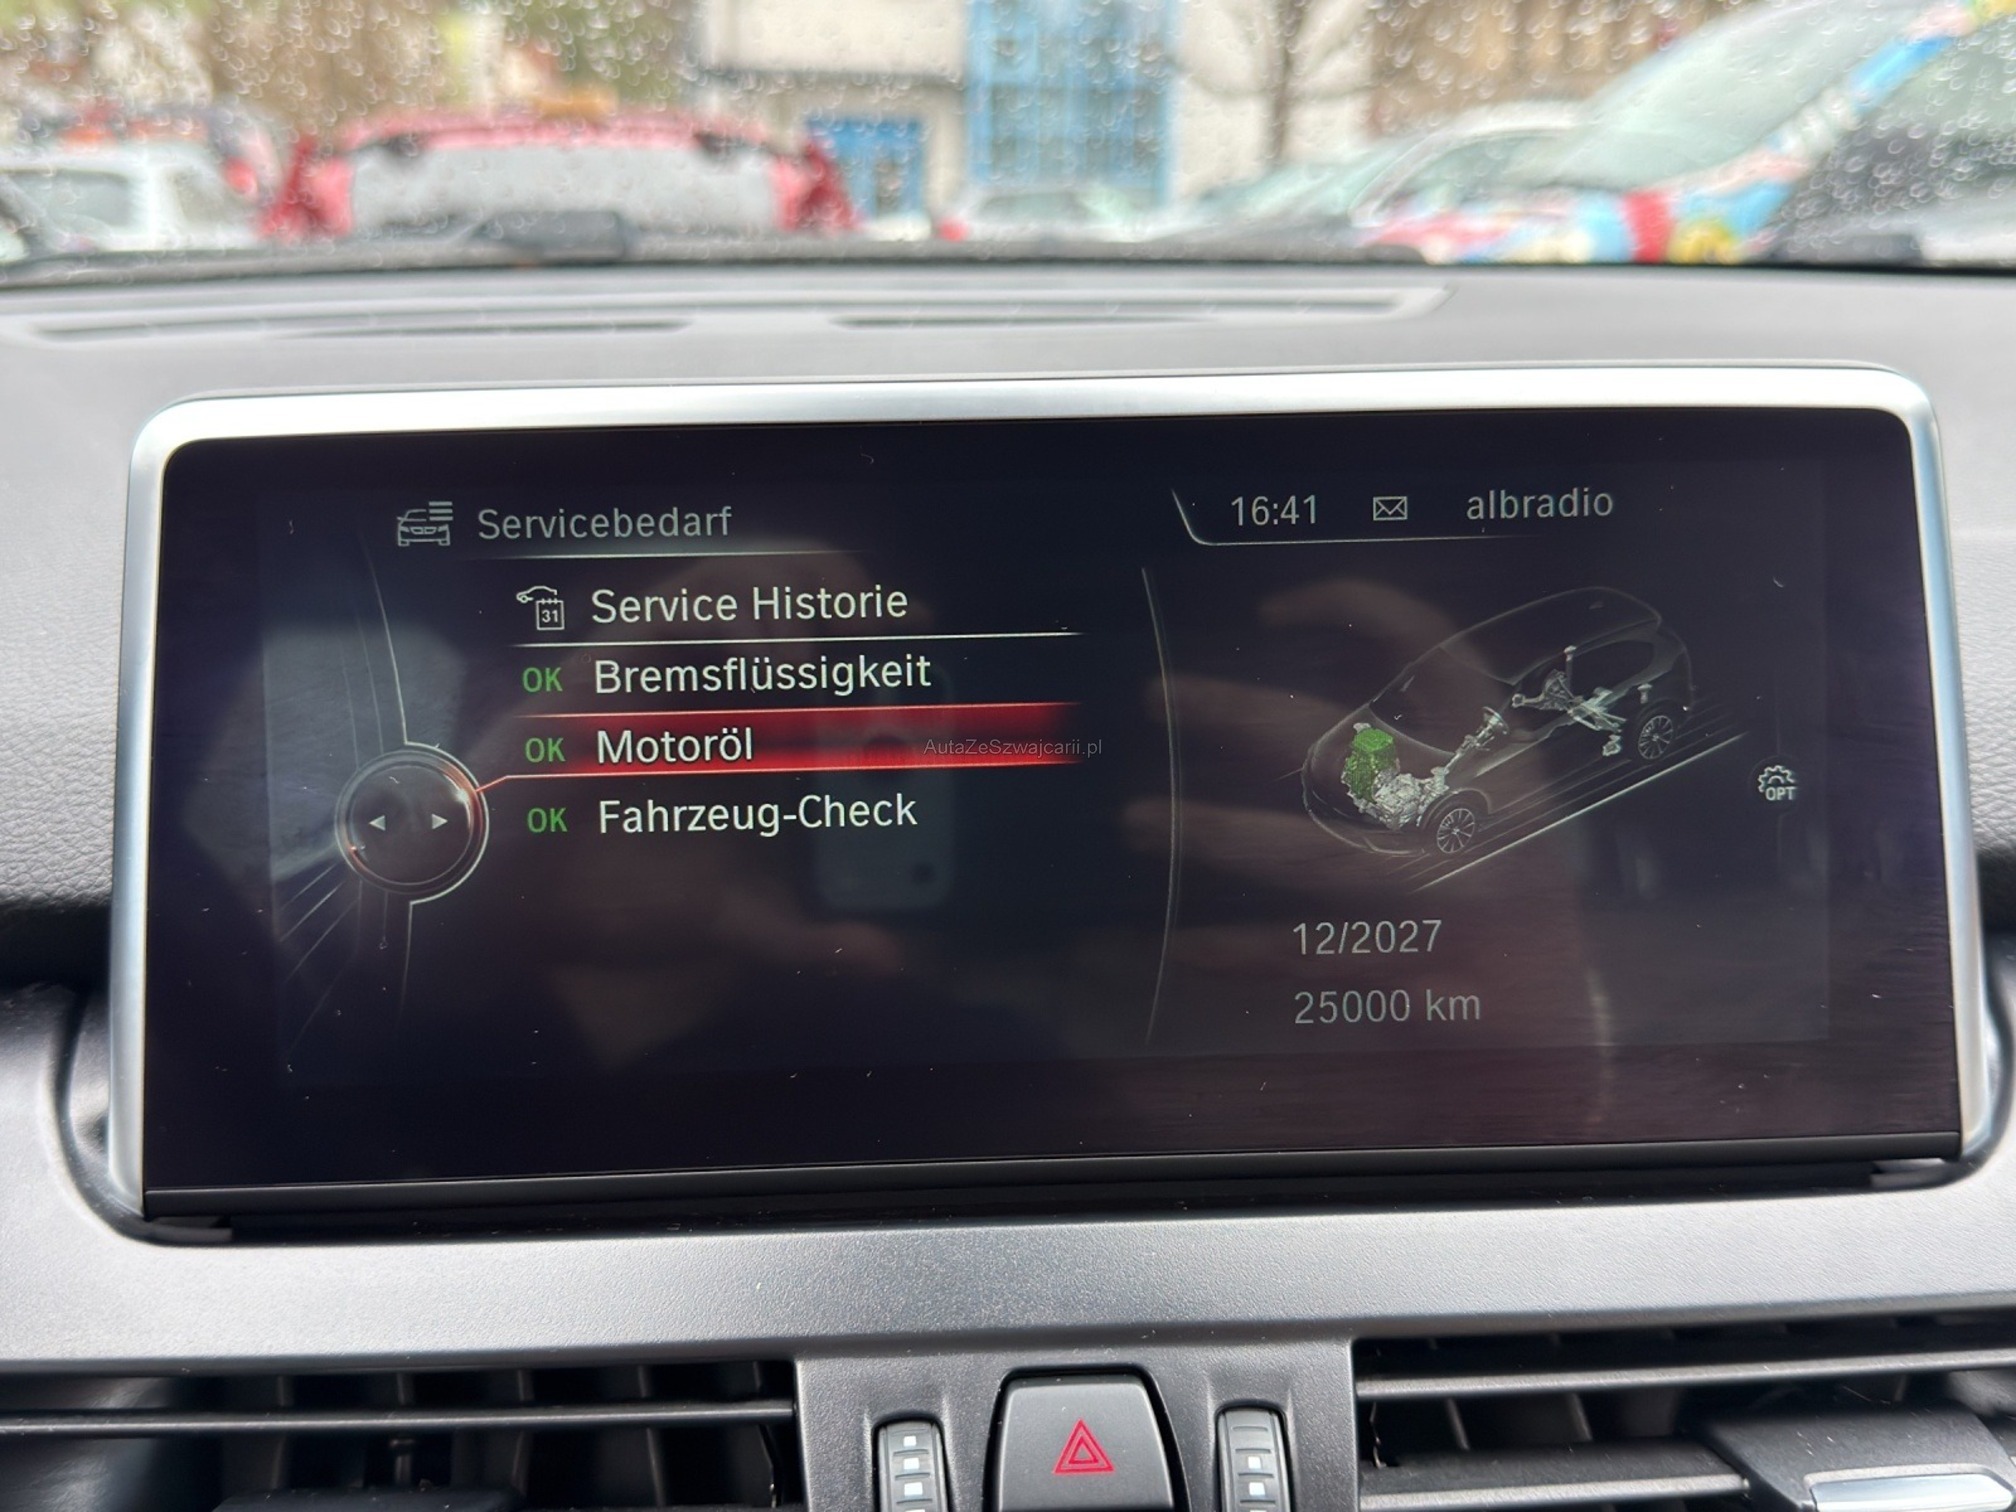 Servicebedarf
16:41 albradio
31 Service Historie
OK Bremsflüssigkeit
OK Motoröl
AutaZeSzwajcarii.pl
OK Fahrzeug-Check
OPT
12/2027
25000 km